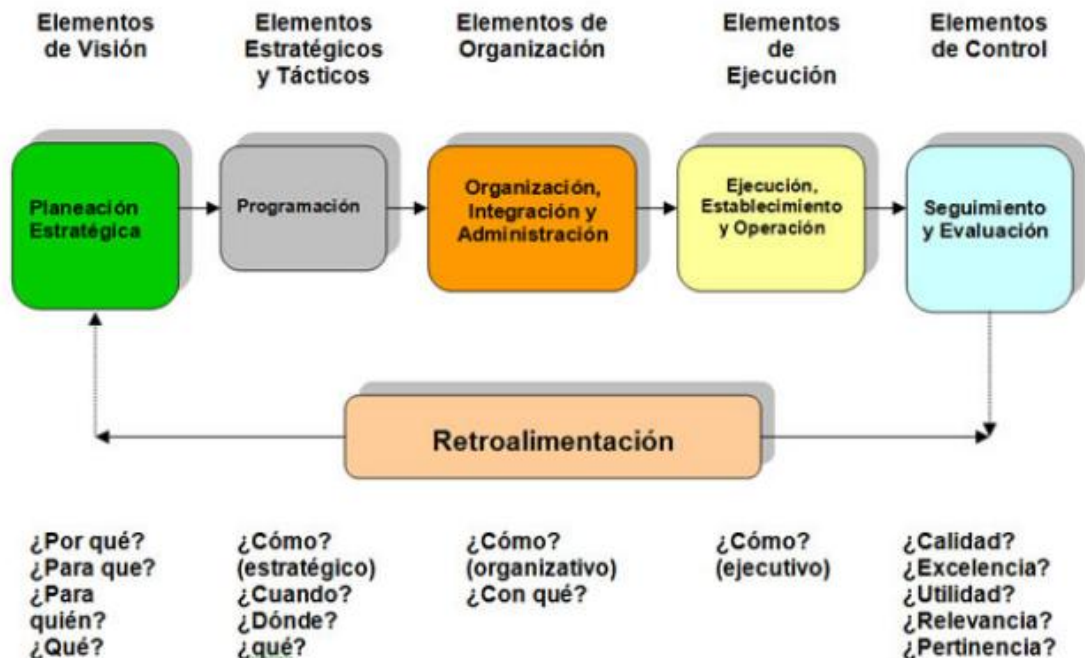 Elementos
de Visión
Elementos
Estratégicos
y Tácticos
Elementos de
Organización
Elementos
de
Ejecución
Elementos
de Control
Planeación
Estratégica
Programación
Organización,
Integración y
Administración
Ejecución,
Establecimiento
y Operación
Seguimiento
y Evaluación
Retroalimentación
¿Por qué?
¿Para que?
¿Para
quién?
¿Qué?
¿Cómo?
(estratégico)
¿Cuando?
¿Dónde?
¿qué?
¿Cómo?
(organizativo)
¿Con qué?
¿Cómo?
(ejecutivo)
¿Calidad?
¿Excelencia?
¿Utilidad?
¿Relevancia?
¿Pertinencia?